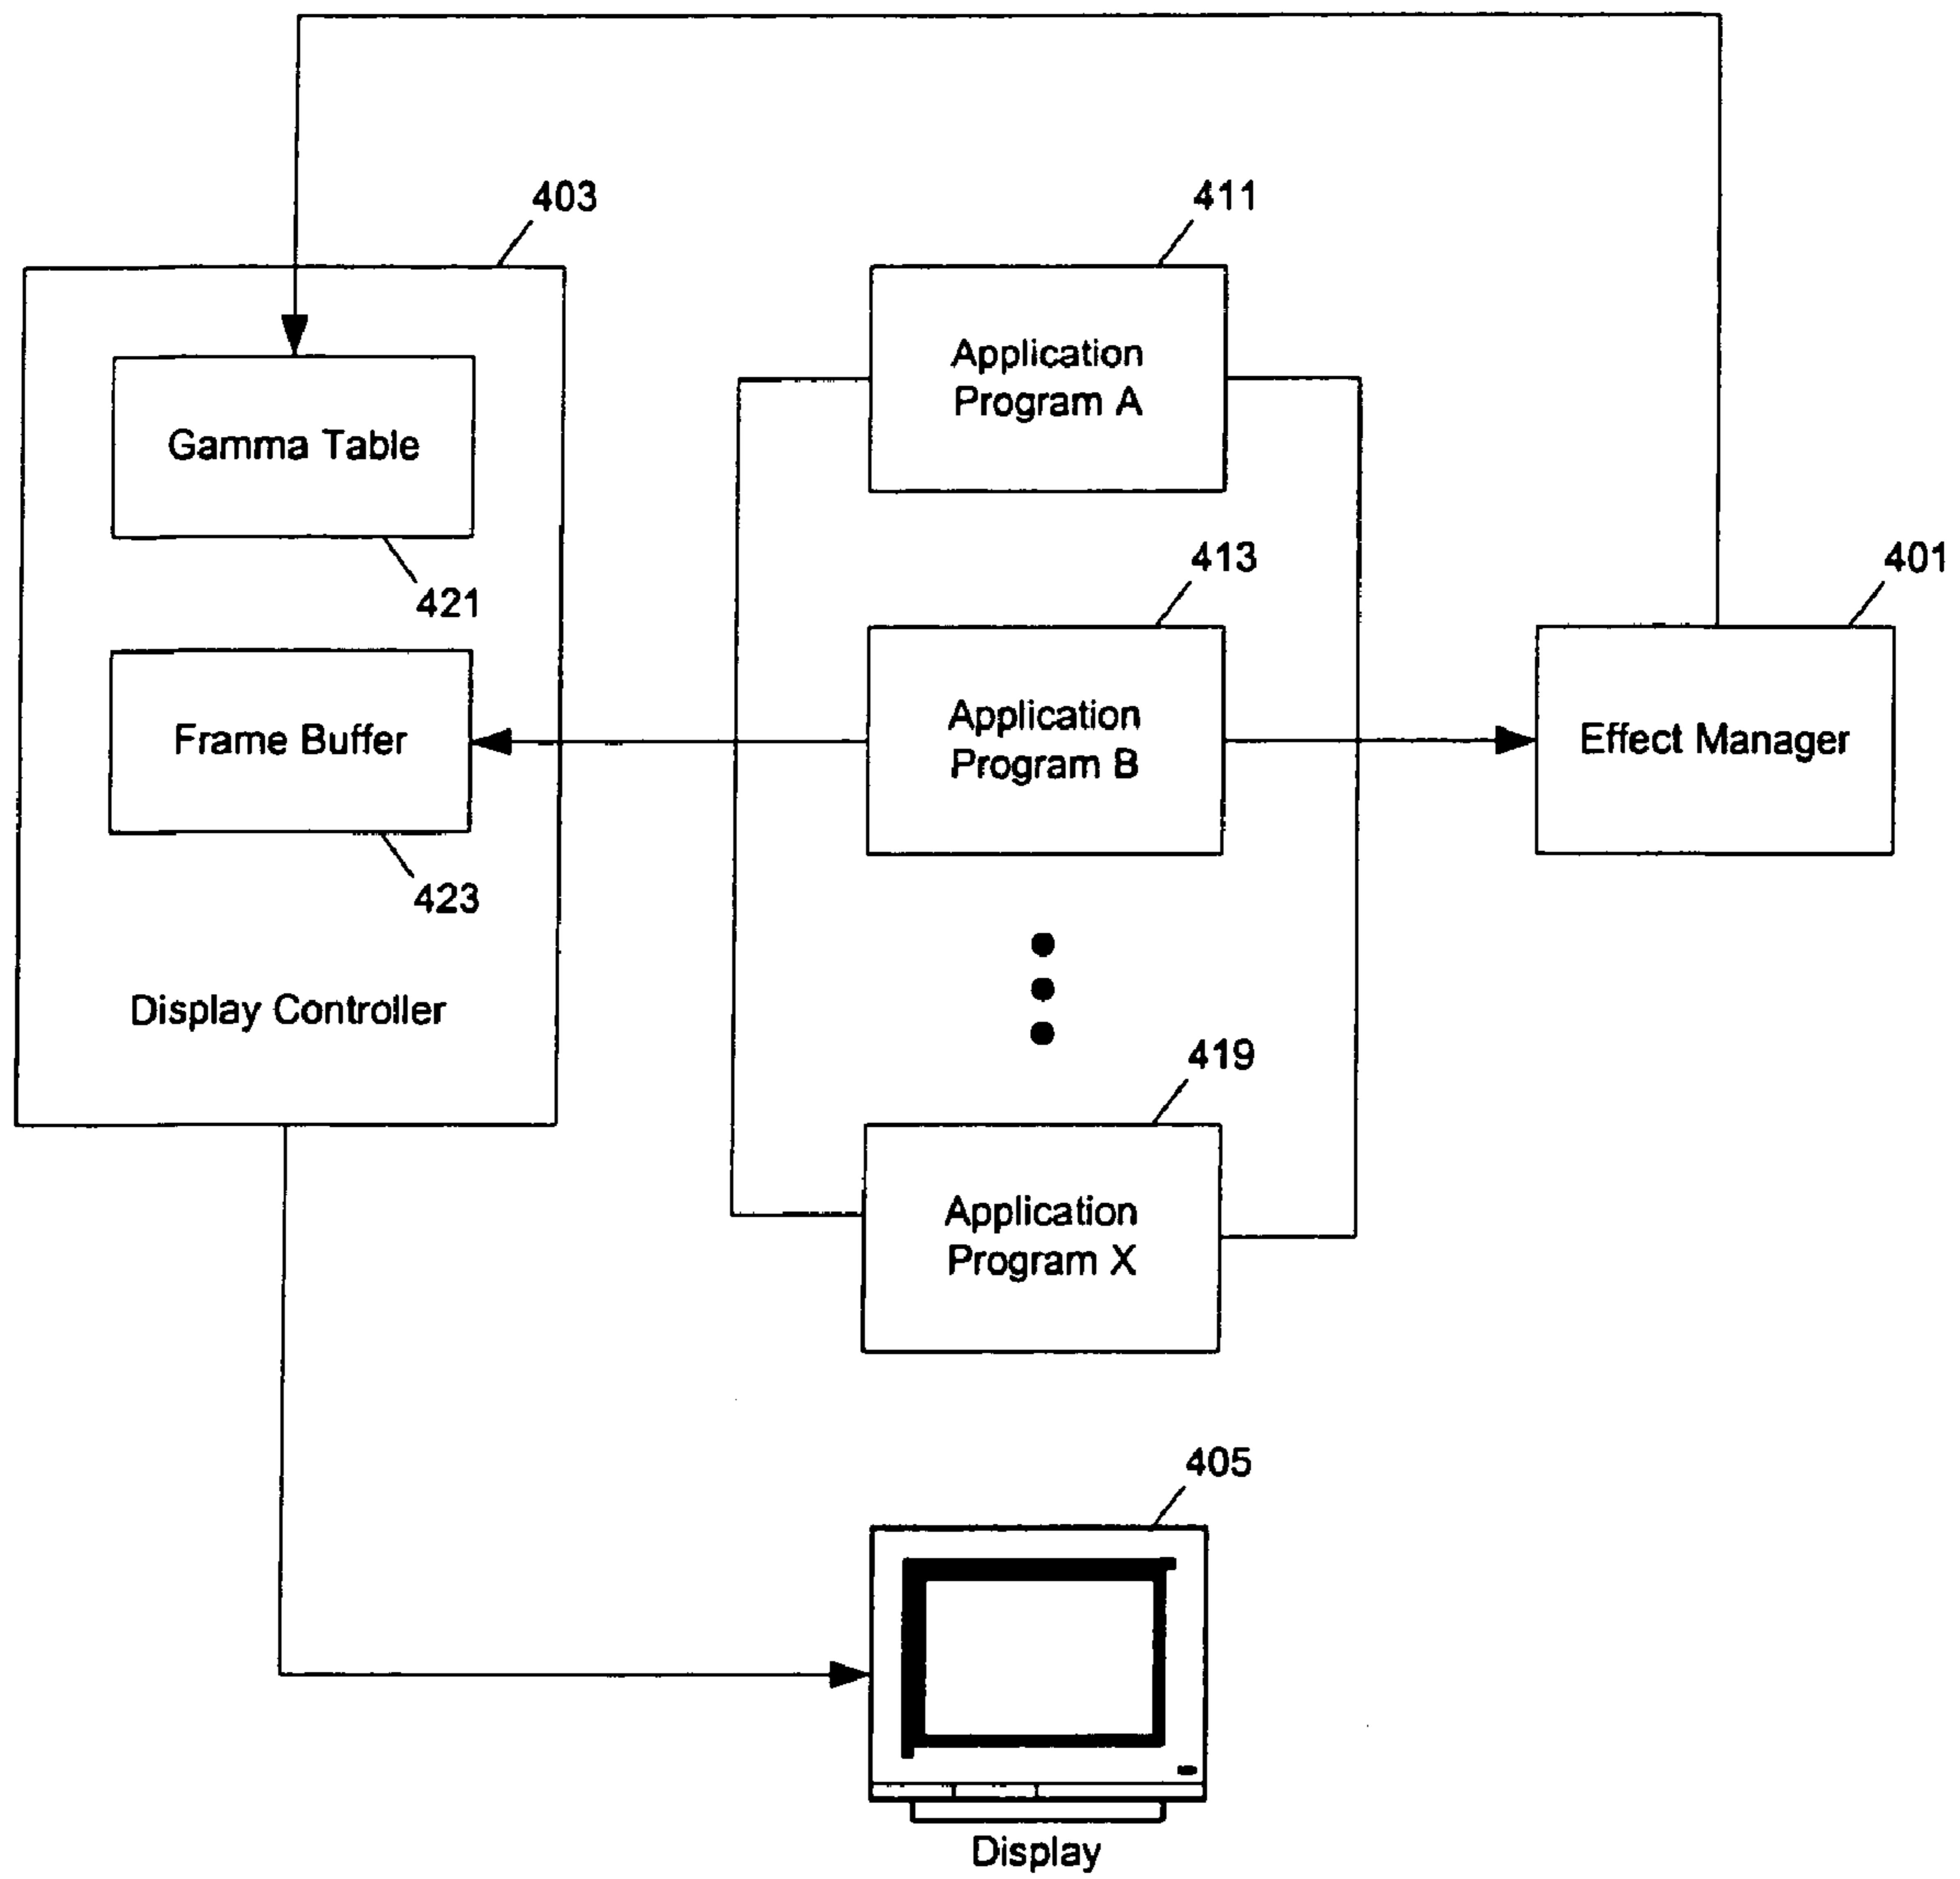 403
411
Application
Program A
Gamma Table
421
413
401
Application
Program B
Frame Buffer
Effect Manager
423
Display Controller
419
Application
Program X
405
Display